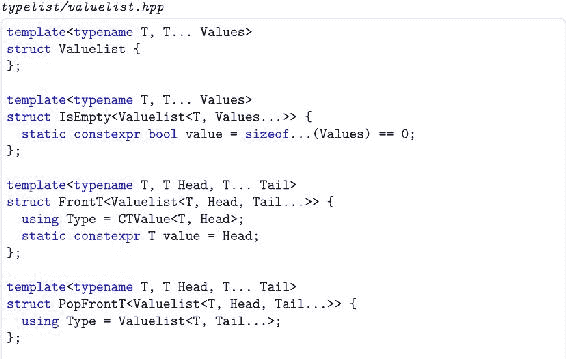 typelist/valuelist.hpp
template<typename T, T... Values>
struct Valuelist {
};
template<typename T, T... Values>
struct IsEmpty<Valuelist<T, Values...>> {
static constexpr bool value = sizeof...(Values) == 0;
};
template<typename T, T Head, T... Tail>
struct FrontT<Valuelist<T, Head, Tail...>> {
using Type = CTValue<T, Head>;
static constexpr T value = Head;
};
template<typename T, T Head, T... Tail>
struct PopFrontT<Valuelist<T, Head, Tail...>> {
using Type = Valuelist<T, Tail...>;
};